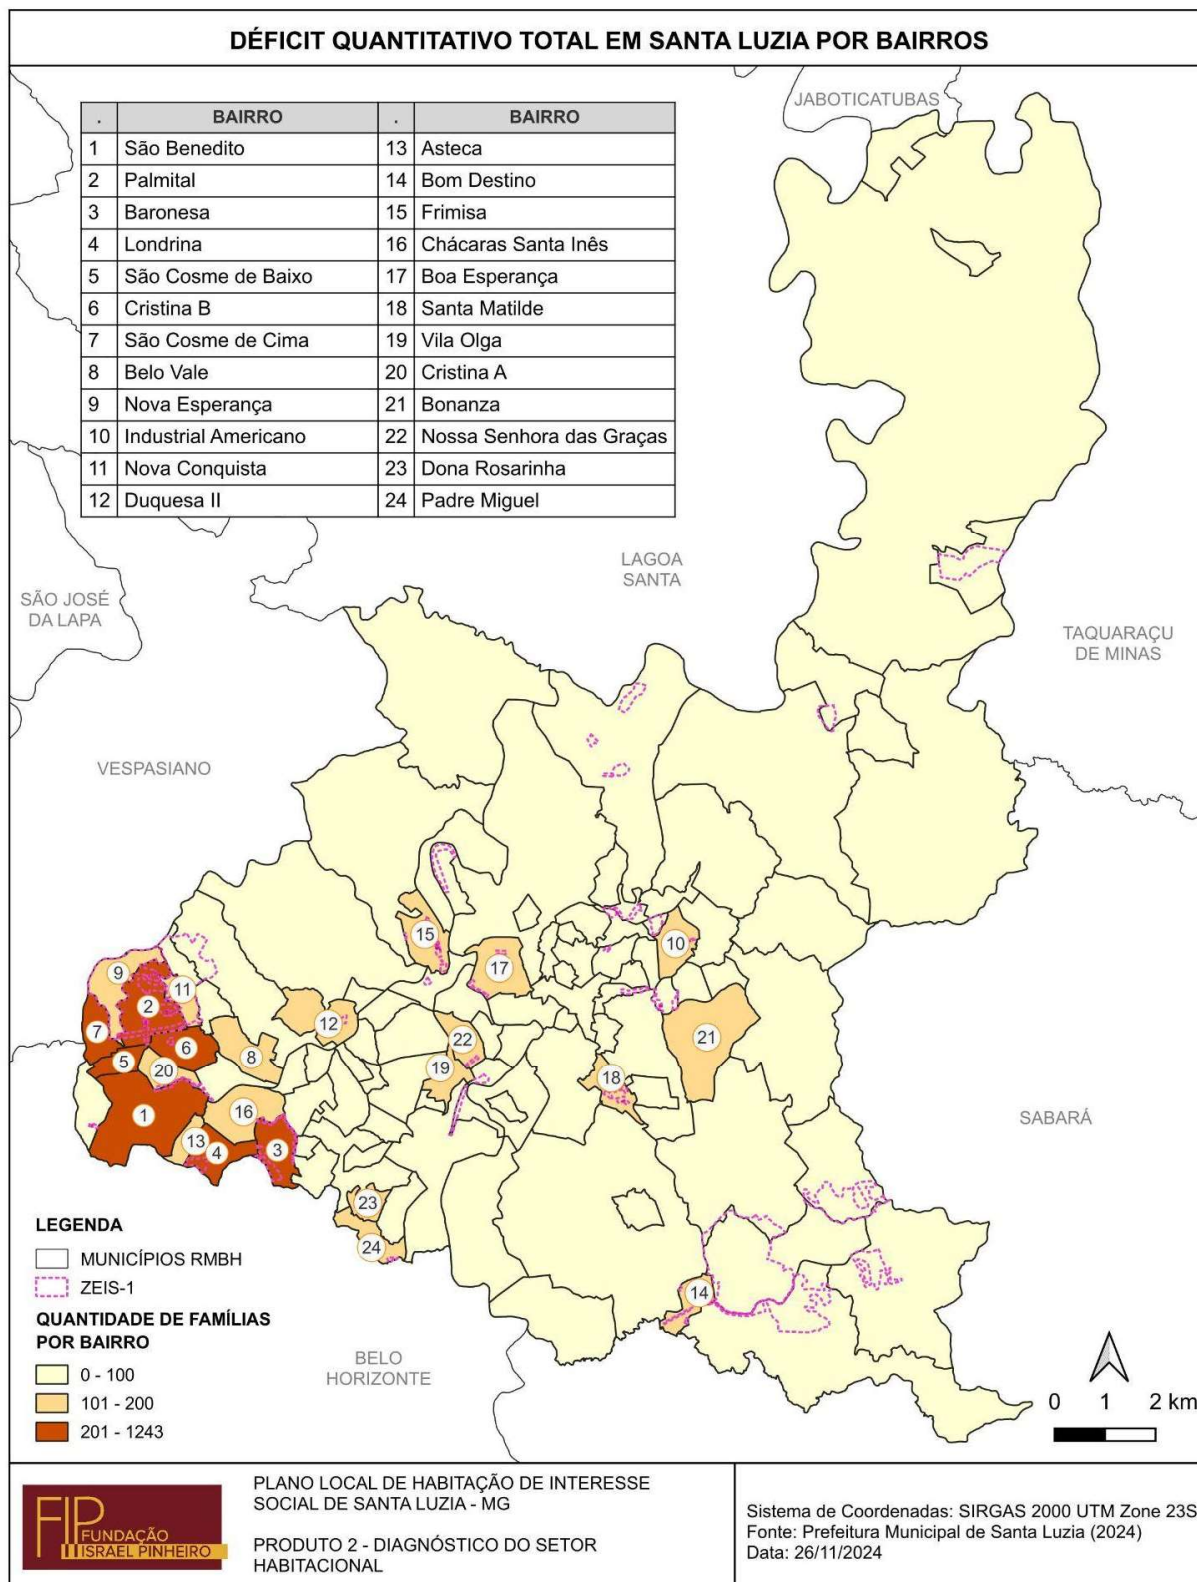 DÉFICIT QUANTITATIVO TOTAL EM SANTA LUZIA POR BAIRROS
JABOTICATUBAS
. BAIRRO . BAIRRO
1 São Benedito 13 Asteca
2 Palmital 14 Bom Destino
3 Baronesa 15 Frimisa
4 Londrina 16 Chácaras Santa Inês
5 São Cosme de Baixo 17 Boa Esperança
6 Cristina B 18 Santa Matilde
7 São Cosme de Cima 19 Vila Olga
8 Belo Vale 20 Cristina A
9 Nova Esperança 21 Bonanza
10 Industrial Americano 22 Nossa Senhora das Graças
11 Nova Conquista 23 Dona Rosarinha
12 Duquesa II 24 Padre Miguel
LAGOA
SANTA
SÃO JOSÉ
DA LAPA
TAQUARAÇU
DE MINAS
VESPASIANO
15
10
17
9
11
2
12
7
6
22
21
5
8
20
19
18
1
16
13
4
3
SABARÁ
23
24
14
LEGENDA
MUNICÍPIOS RMBH
ZEIS-1
QUANTIDADE DE FAMÍLIAS
POR BAIRRO
0 - 100
101 - 200
201 - 1243
BELO
HORIZONTE
0 1 2 km
FIP
FUNDAÇÃO
ISRAEL PINHEIRO
PLANO LOCAL DE HABITAÇÃO DE INTERESSE
SOCIAL DE SANTA LUZIA - MG
PRODUTO 2 - DIAGNÓSTICO DO SETOR
HABITACIONAL
Sistema de Coordenadas: SIRGAS 2000 UTM Zone 23S
Fonte: Prefeitura Municipal de Santa Luzia (2024)
Data: 26/11/2024